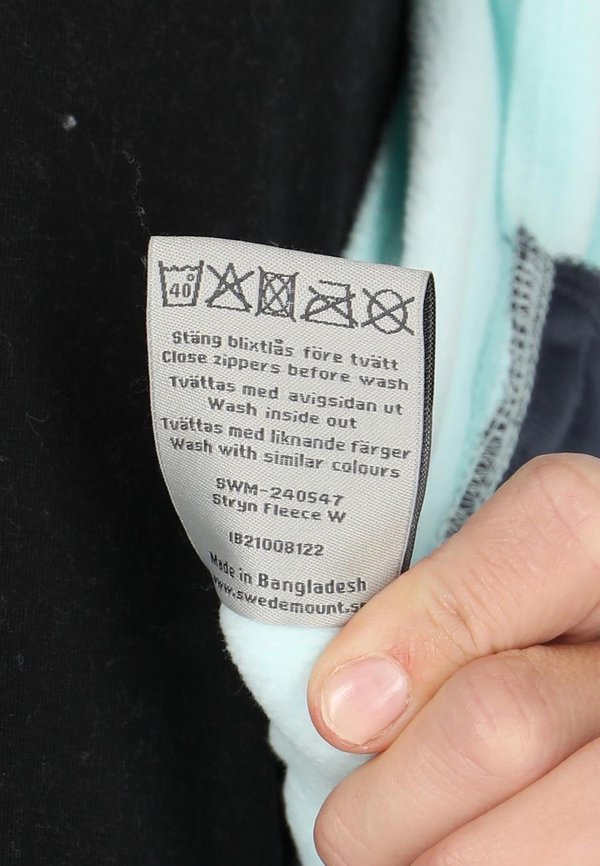 40°
Stäng blixtlås före tvätt
Close zippers before wash
Tvättas med avigsidan ut
Wash inside out
Tvättas med liknande färger
Wash with similar colours
SWM-240547
Stryn Fleece W
IB21008122
Made in Bangladesh
www.swedemount.se